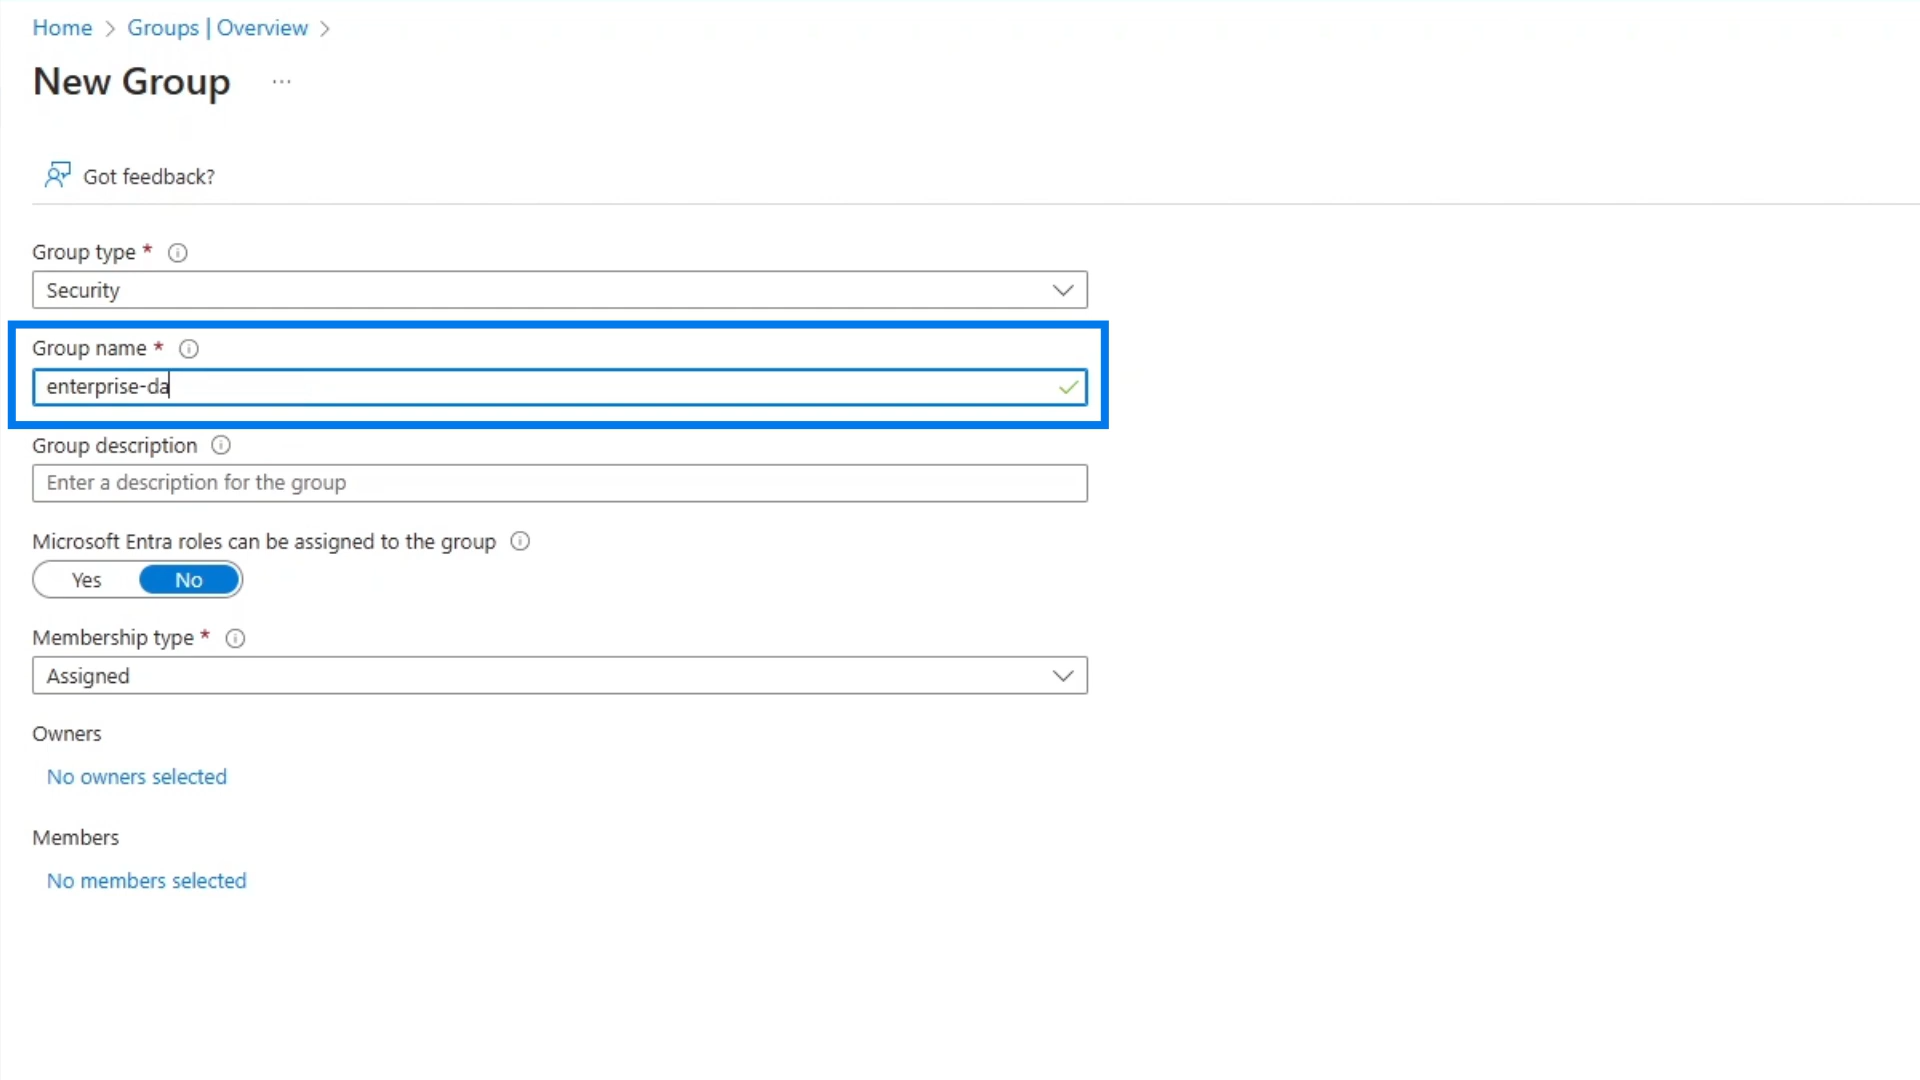 Home > Groups | Overview >
New Group ...
Got feedback?
Group type *
Security
Group name *
enterprise-da
Group description
Enter a description for the group
Microsoft Entra roles can be assigned to the group
Yes No
Membership type *
Assigned
Owners
No owners selected
Members
No members selected